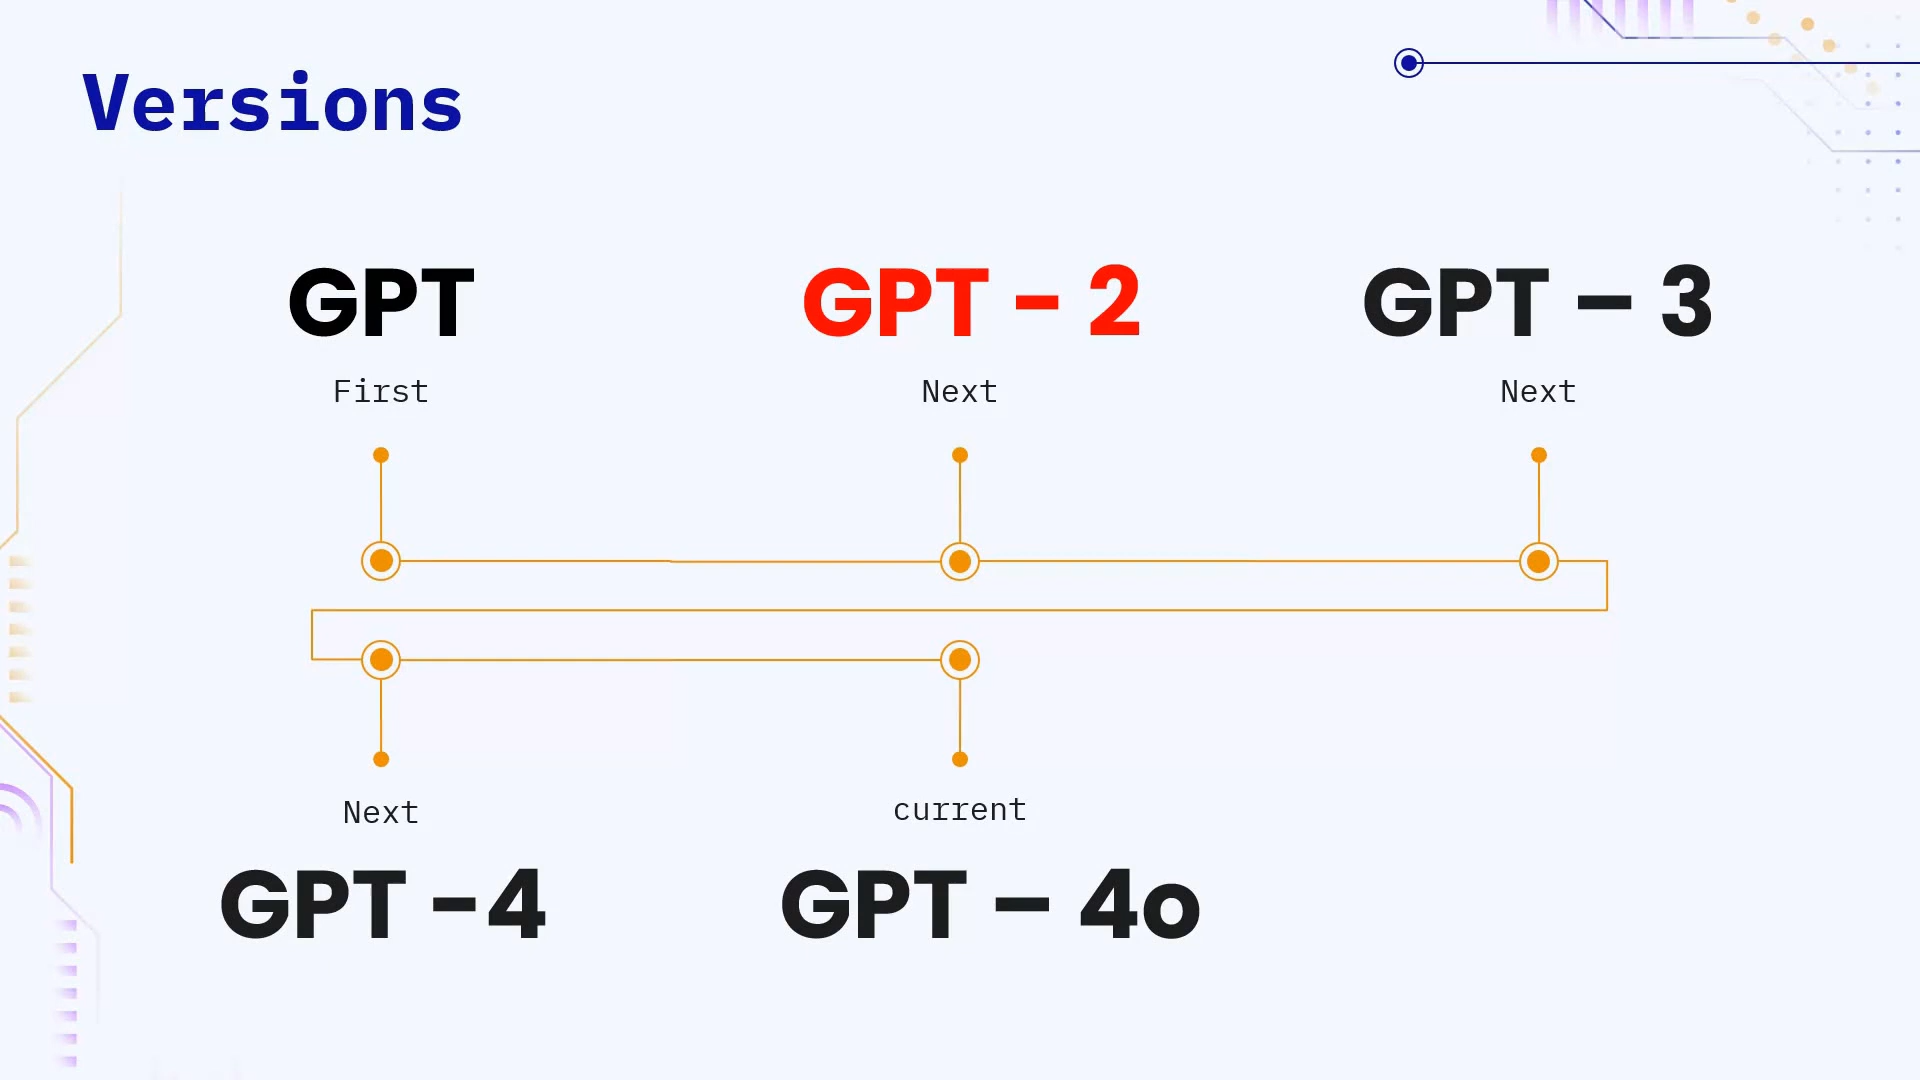 Versions
GPT
GPT - 2
GPT – 3
First
Next
Next
Next
current
GPT -4
GPT – 4o